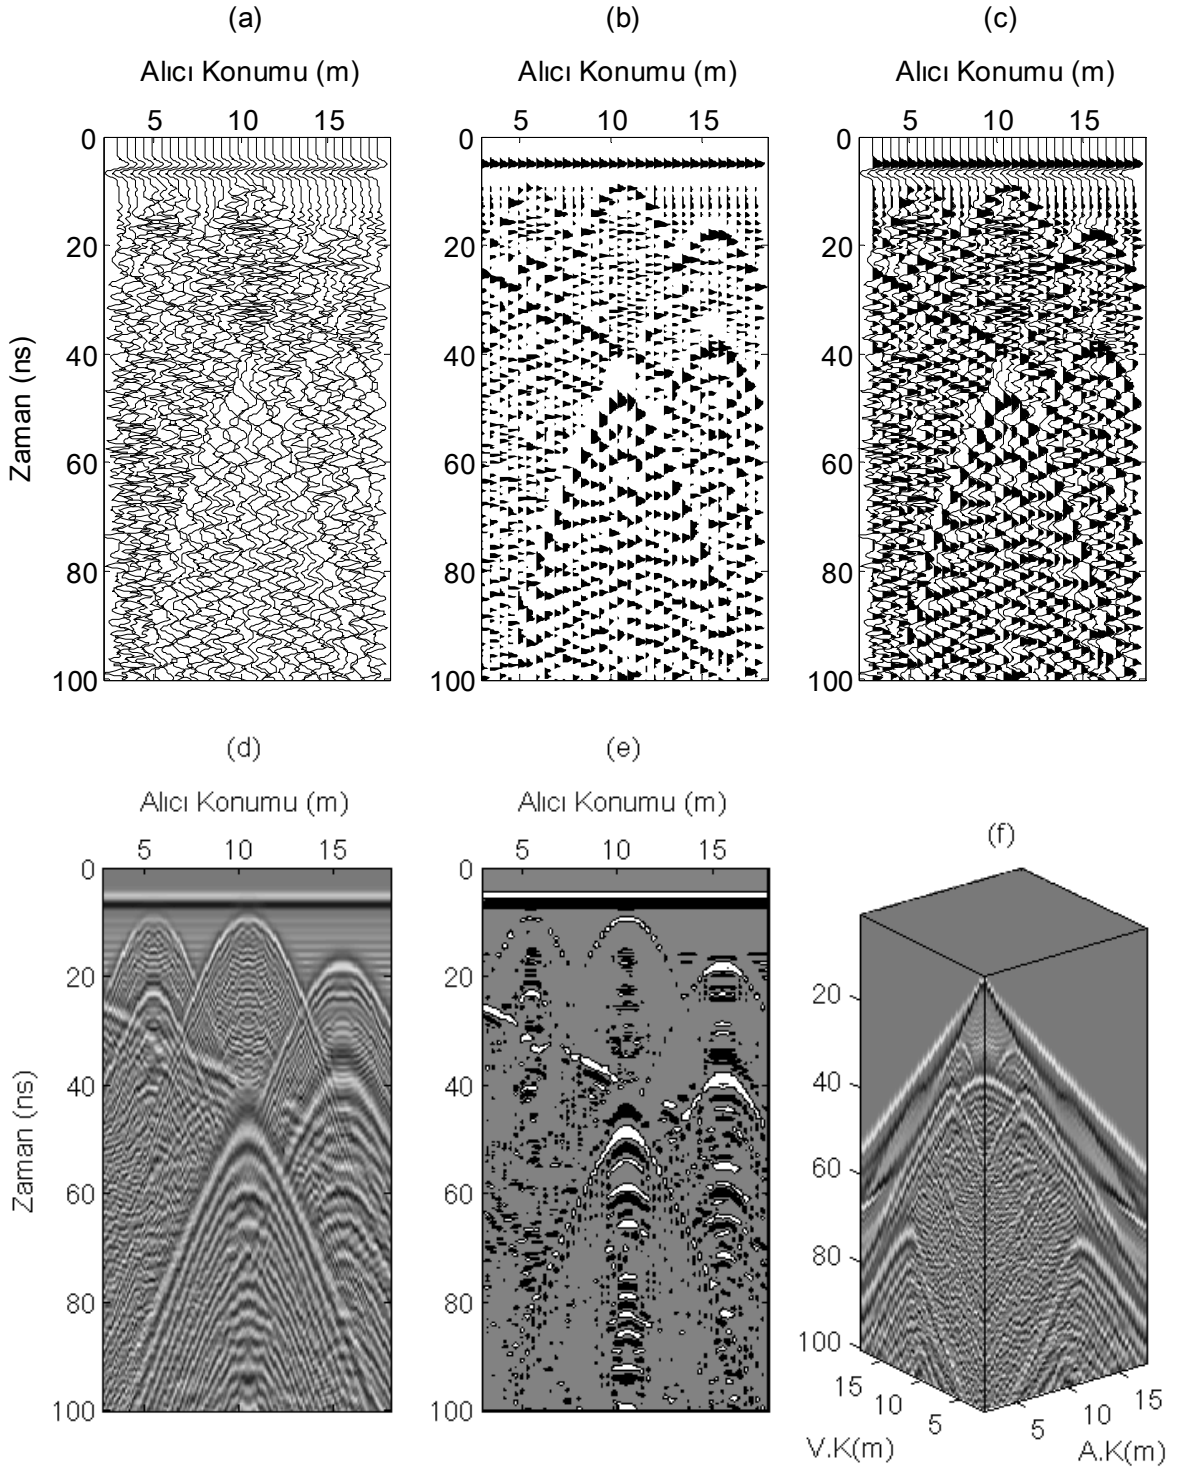 (a) (b) (c)
Alıcı Konumu (m) Alıcı Konumu (m) Alıcı Konumu (m)
5 10 15 5 10 15 5 10 15
0 0 0
20 20 20
40 40 40
Zaman (ns)
60 60 60
80 80 80
100 100 100
(d) (e)
Alıcı Konumu (m) Alıcı Konumu (m)
(f)
5 10 15 5 10 15
0 0
20 20 20
40 40 40
Zaman (ns)
60 60 60
80 80 80
100 100 100
15 10 5 5 10 15
V.K(m) A.K(m)